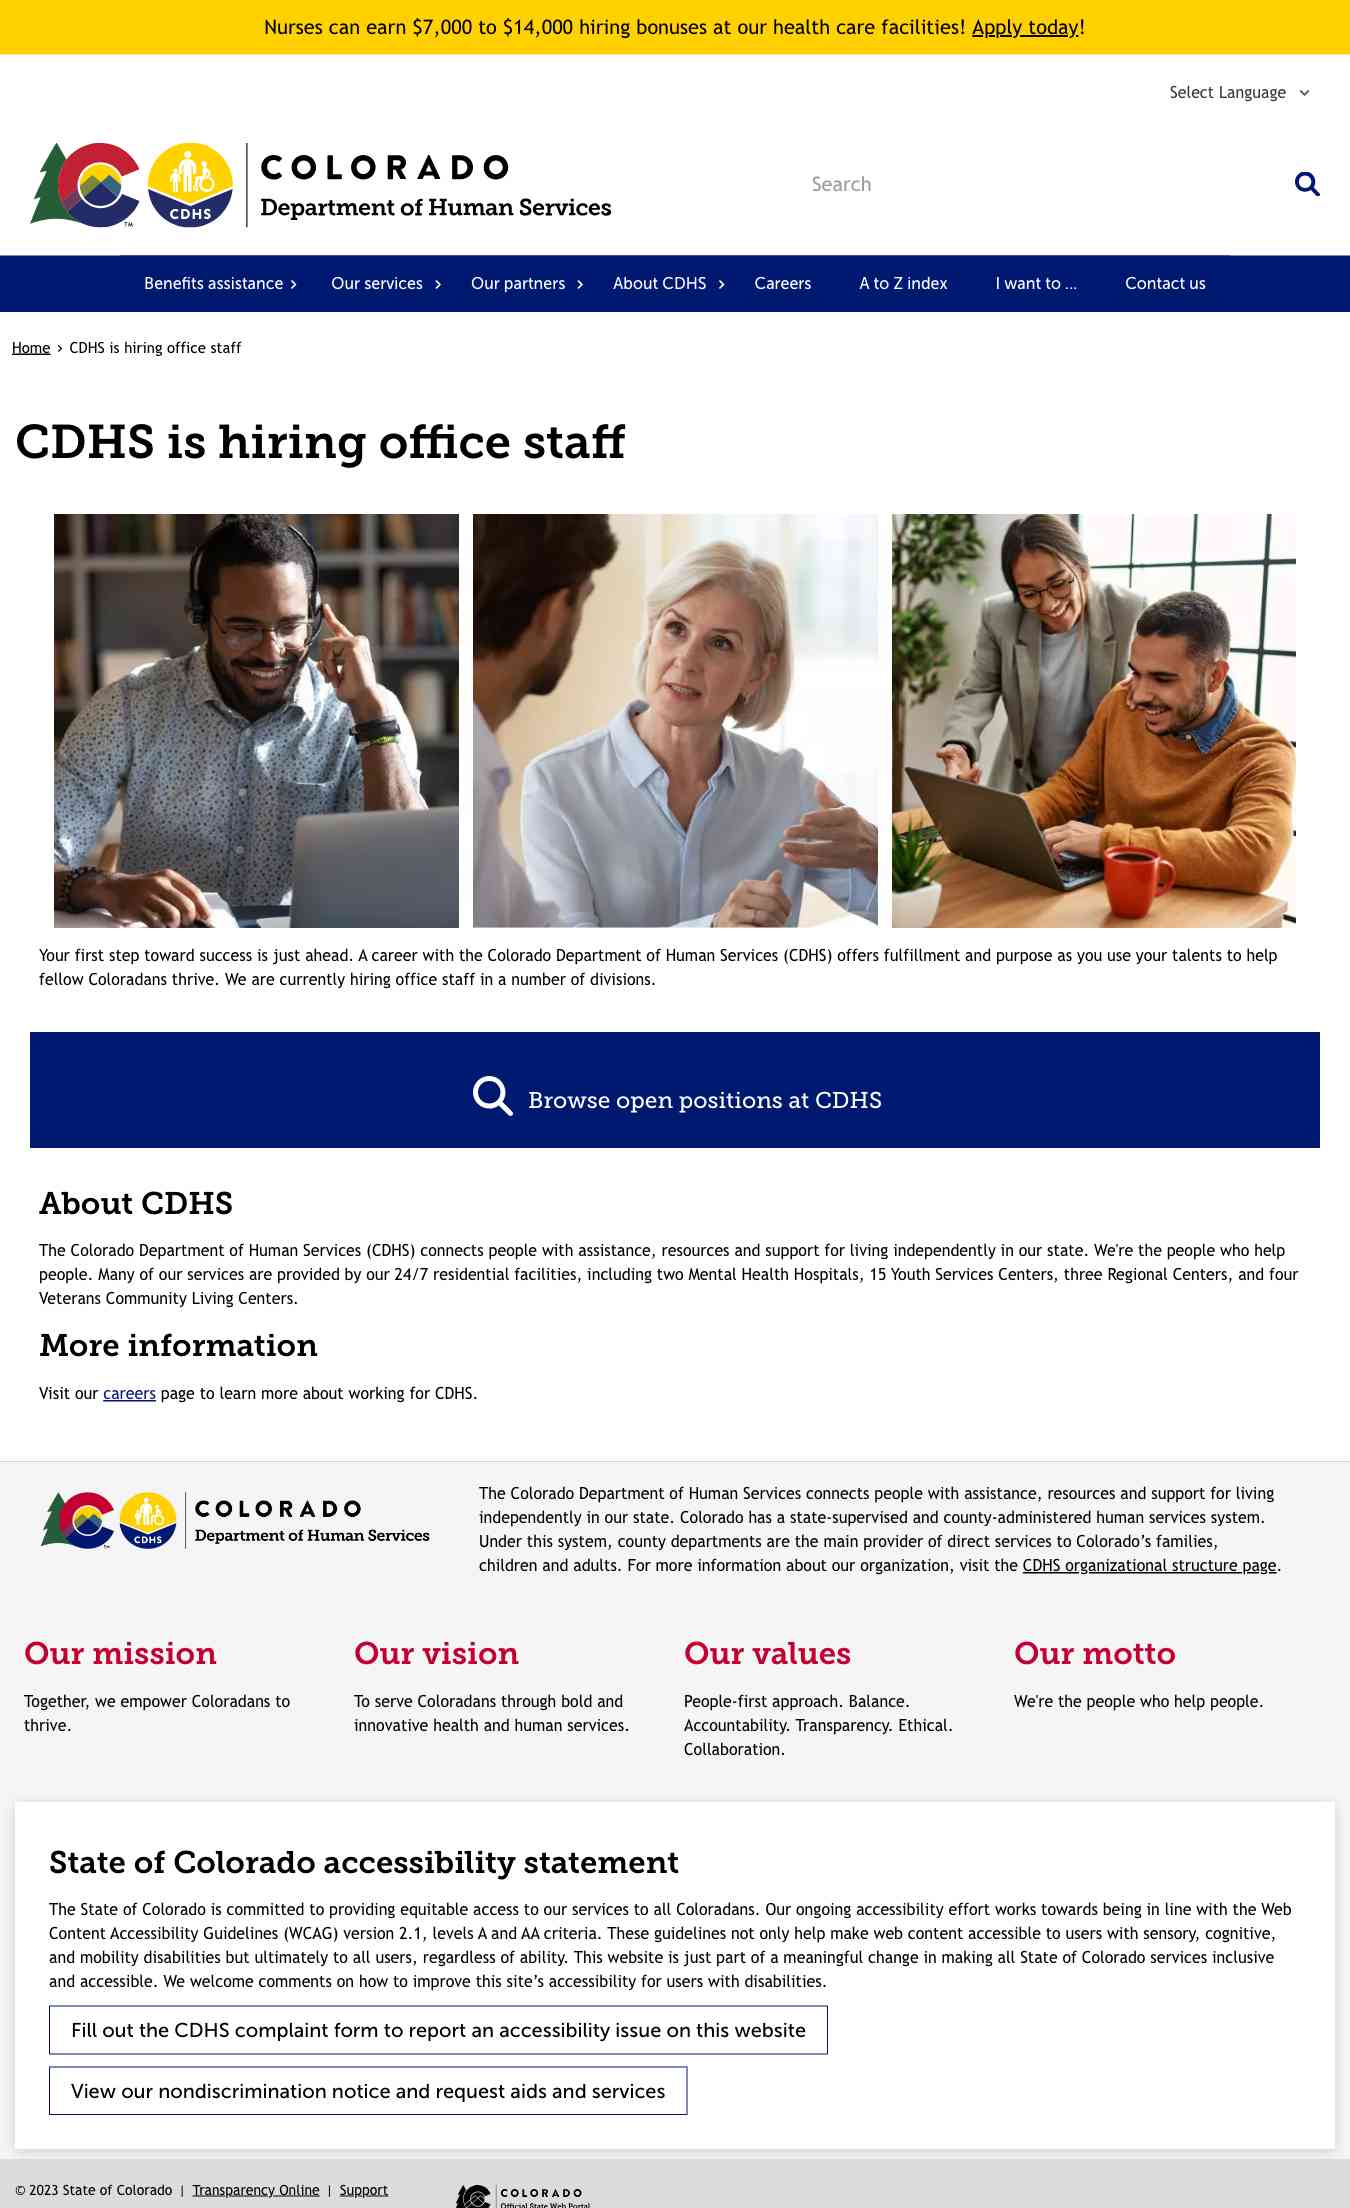 Nurses can earn $7,000 to $14,000 hiring bonuses at our health care facilities! Apply today!
Select Language
COLORADO
Department of Human Services
CDHS
TM
Search
Benefits assistance
Our services
Our partners
About CDHS
Careers
A to Z index
I want to ...
Contact us
Home › CDHS is hiring office staff
CDHS is hiring office staff
Your first step toward success is just ahead. A career with the Colorado Department of Human Services (CDHS) offers fulfillment and purpose as you use your talents to help
fellow Coloradans thrive. We are currently hiring office staff in a number of divisions.
Browse open positions at CDHS
About CDHS
The Colorado Department of Human Services (CDHS) connects people with assistance, resources and support for living independently in our state. We're the people who help
people. Many of our services are provided by our 24/7 residential facilities, including two Mental Health Hospitals, 15 Youth Services Centers, three Regional Centers, and four
Veterans Community Living Centers.
More information
Visit our careers page to learn more about working for CDHS.
COLORADO
Department of Human Services
CDHS
TM
The Colorado Department of Human Services connects people with assistance, resources and support for living
independently in our state. Colorado has a state-supervised and county-administered human services system.
Under this system, county departments are the main provider of direct services to Colorado’s families,
children and adults. For more information about our organization, visit the CDHS organizational structure page.
Our mission
Together, we empower Coloradans to
thrive.
Our vision
To serve Coloradans through bold and
innovative health and human services.
Our values
People-first approach. Balance.
Accountability. Transparency. Ethical.
Collaboration.
Our motto
We're the people who help people.
State of Colorado accessibility statement
The State of Colorado is committed to providing equitable access to our services to all Coloradans. Our ongoing accessibility effort works towards being in line with the Web
Content Accessibility Guidelines (WCAG) version 2.1, levels A and AA criteria. These guidelines not only help make web content accessible to users with sensory, cognitive,
and mobility disabilities but ultimately to all users, regardless of ability. This website is just part of a meaningful change in making all State of Colorado services inclusive
and accessible. We welcome comments on how to improve this site’s accessibility for users with disabilities.
Fill out the CDHS complaint form to report an accessibility issue on this website
View our nondiscrimination notice and request aids and services
© 2023 State of Colorado | Transparency Online | Support
COLORADO
Official State Web Portal